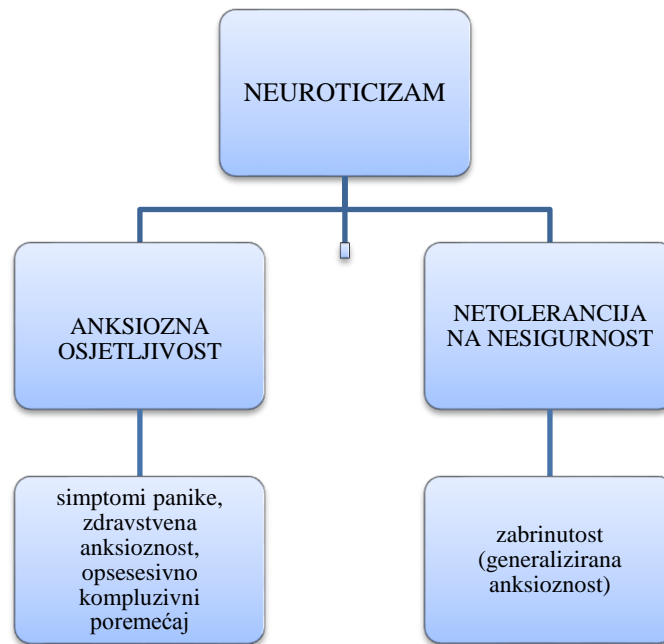 NEUROTICIZAM
ANKSIOZNA
OSJETLJIVOST
NETOLERANCIJA
NA NESIGURNOST
simptomi panike,
zdravstvena
anksioznost,
opsesesivno
kompluzivni
poremećaj
zabrinutost
(generalizirana
anksioznost)